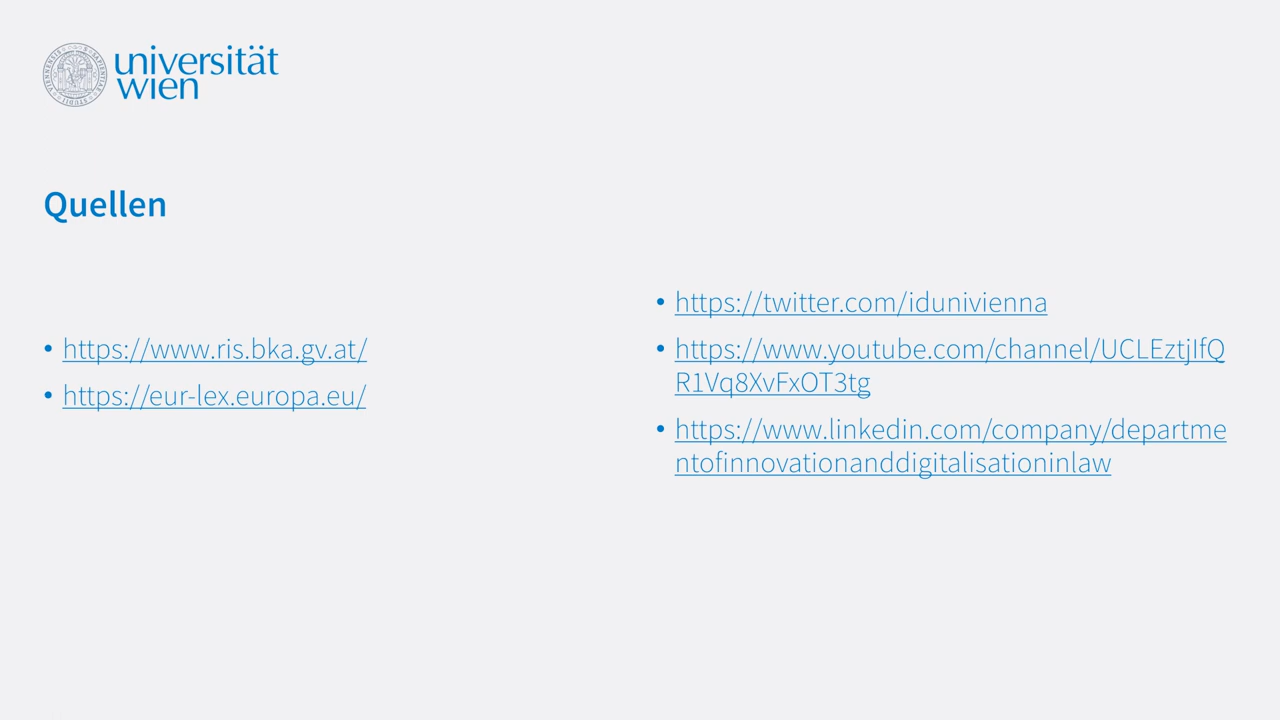 universität
wien
Quellen
• https://www.ris.bka.gv.at/
• https://eur-lex.europa.eu/
• https://twitter.com/idunivienna
• https://www.youtube.com/channel/UCLEztjIfQ
R1Vq8XvFxOT3tg
• https://www.linkedin.com/company/departme
ntofinnovationanddigitalisationinlaw